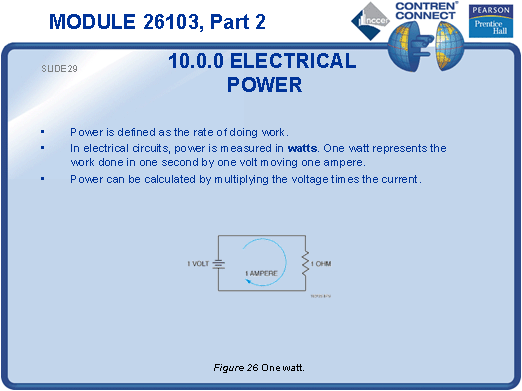 MODULE 26103, Part 2
CONTREN®
CONNECT
nccer
PEARSON
Prentice
Hall
SLIDE 29
10.0.0 ELECTRICAL
POWER
• Power is defined as the rate of doing work.
• In electrical circuits, power is measured in watts. One watt represents the
work done in one second by one volt moving one ampere.
• Power can be calculated by multiplying the voltage times the current.
1 VOLT
1 AMPERE
1 OHM
Figure 26 One watt.